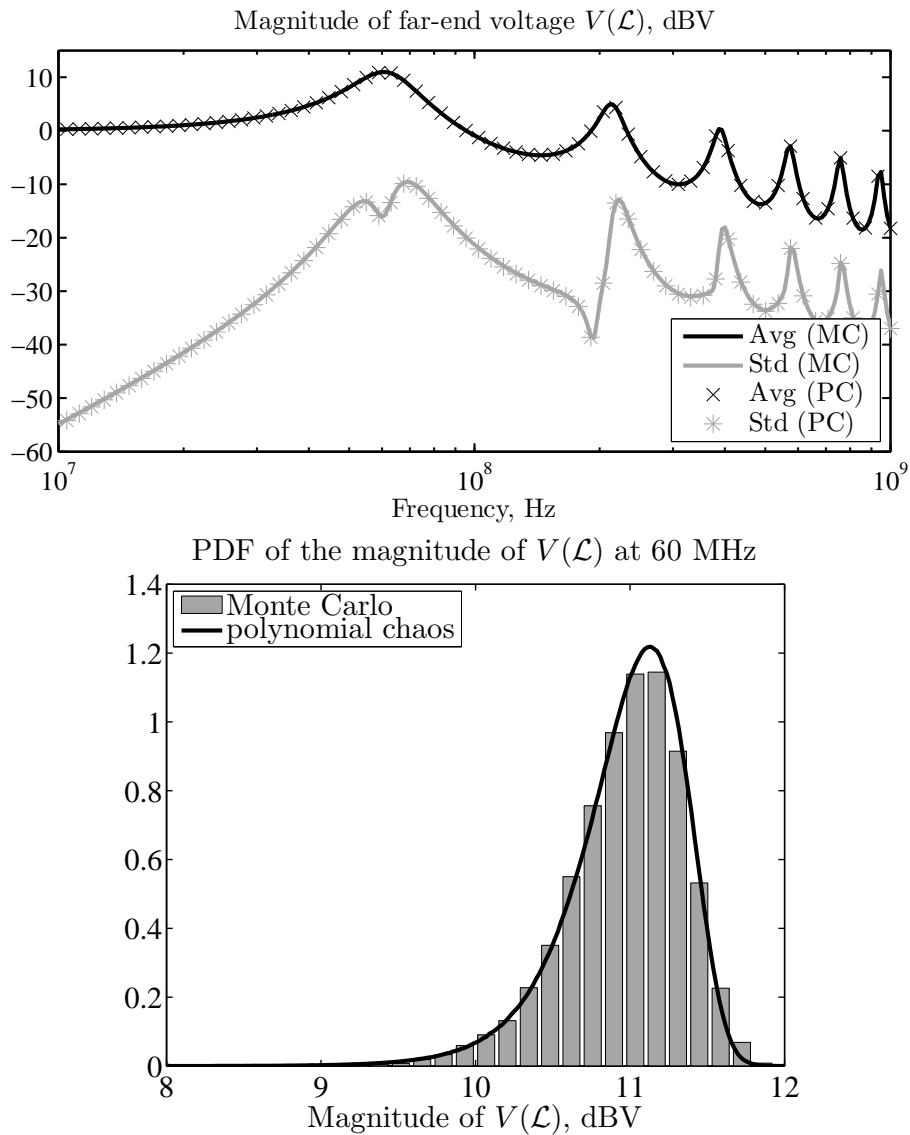 Magnitude of far-end voltage V(ℒ), dBV
10
0
−10
−20
−30
−40
−50
−60
10^7
10^8
10^9
Avg (MC)
Std (MC)
Avg (PC)
Std (PC)
Frequency, Hz
PDF of the magnitude of V(ℒ) at 60 MHz
1.4
1.2
1
0.8
0.6
0.4
0.2
0
Monte Carlo
polynomial chaos
8 9 10 11 12
Magnitude of V(ℒ), dBV